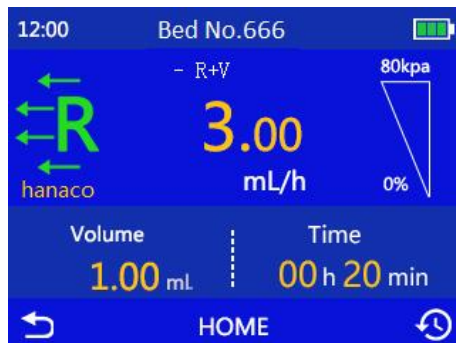 12:00 Bed No.666
- R+V
80kpa
R
3.00
hanaco
mL/h
0%
Volume Time
1.00 mL 00 h 20 min
HOME